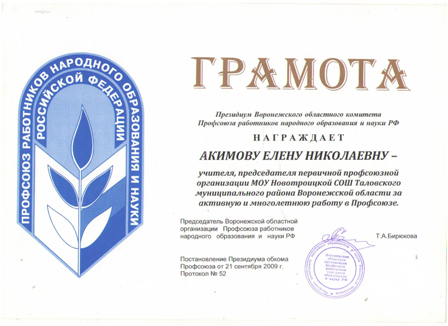 ПРОФСОЮЗ РАБОТНИКОВ НАРОДНОГО ОБРАЗОВАНИЯ И НАУКИ
РОССИЙСКОЙ ФЕДЕРАЦИИ
ГРАМОТА
Президиум Воронежского областного комитета
Профсоюза работников народного образования и науки РФ
НАГРАЖДАЕТ
АКИМОВУ ЕЛЕНУ НИКОЛАЕВНУ –
учителя, председателя первичной профсоюзной
организации МОУ Новотроицкой СОШ Таловского
муниципального района Воронежской области за
активную и многолетнюю работу в Профсоюзе.
Председатель Воронежской областной
организации Профсоюза работников
народного образования и науки РФ
Т.А.Бирюкова
Постановление Президиума обкома
Профсоюза от 21 сентября 2009 г.
Протокол № 52